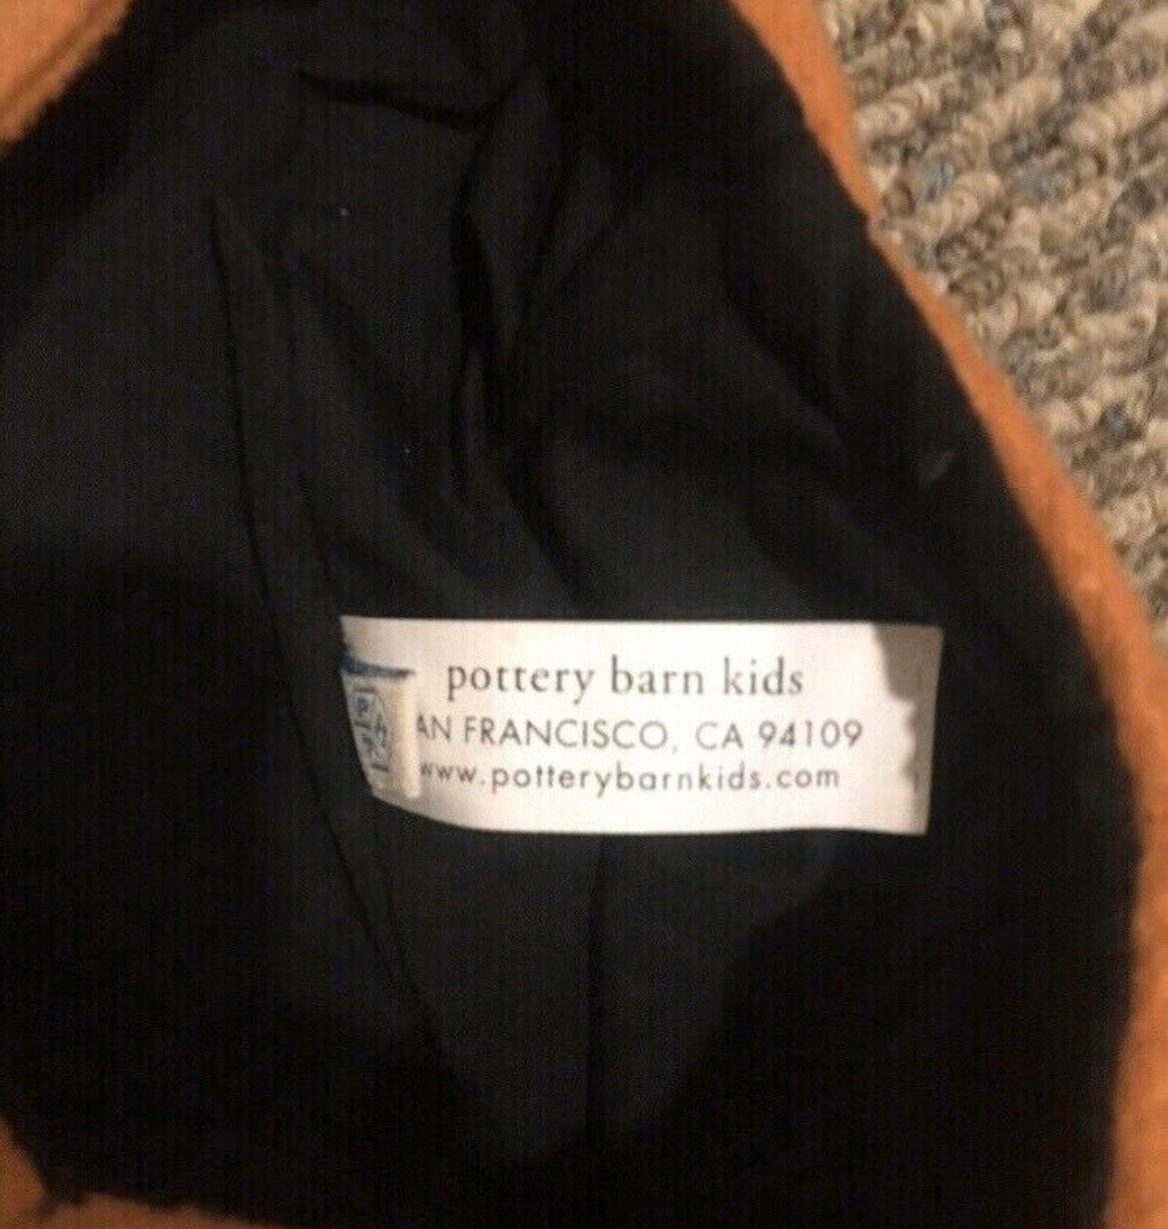 pottery barn kids
AN FRANCISCO, CA 94109
www.potterybarnkids.com